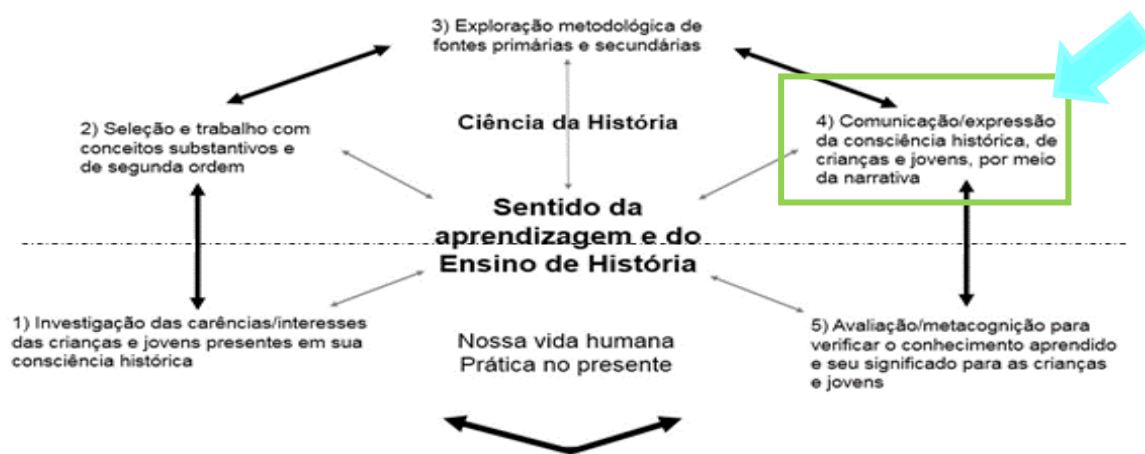 3) Exploração metodológica de
fontes primárias e secundárias
2) Seleção e trabalho com
conceitos substantivos e
de segunda ordem
Ciência da História
4) Comunicação/expressão
da consciência histórica, de
crianças e jovens, por meio
da narrativa
Sentido da
aprendizagem e do
Ensino de História
1) Investigação das carências/interesses
das crianças e jovens presentes em sua
consciência histórica
Nossa vida humana
Prática no presente
5) Avaliação/metacognição para
verificar o conhecimento aprendido
e seu significado para as crianças
e jovens